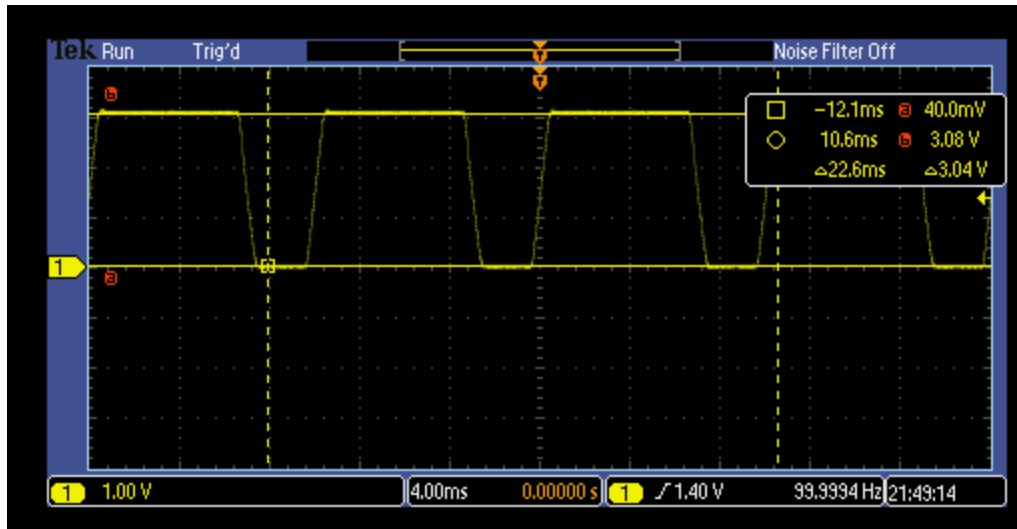 Tek Run Trig'd Noise Filter Off
T
T
b
-12.1ms a 40.0mV
10.6ms b 3.08 V
△22.6ms △3.04 V
1
a
1 1.00 V 4.00ms 0.00000 s 1 1.40 V 99.9994 Hz 21:49:14